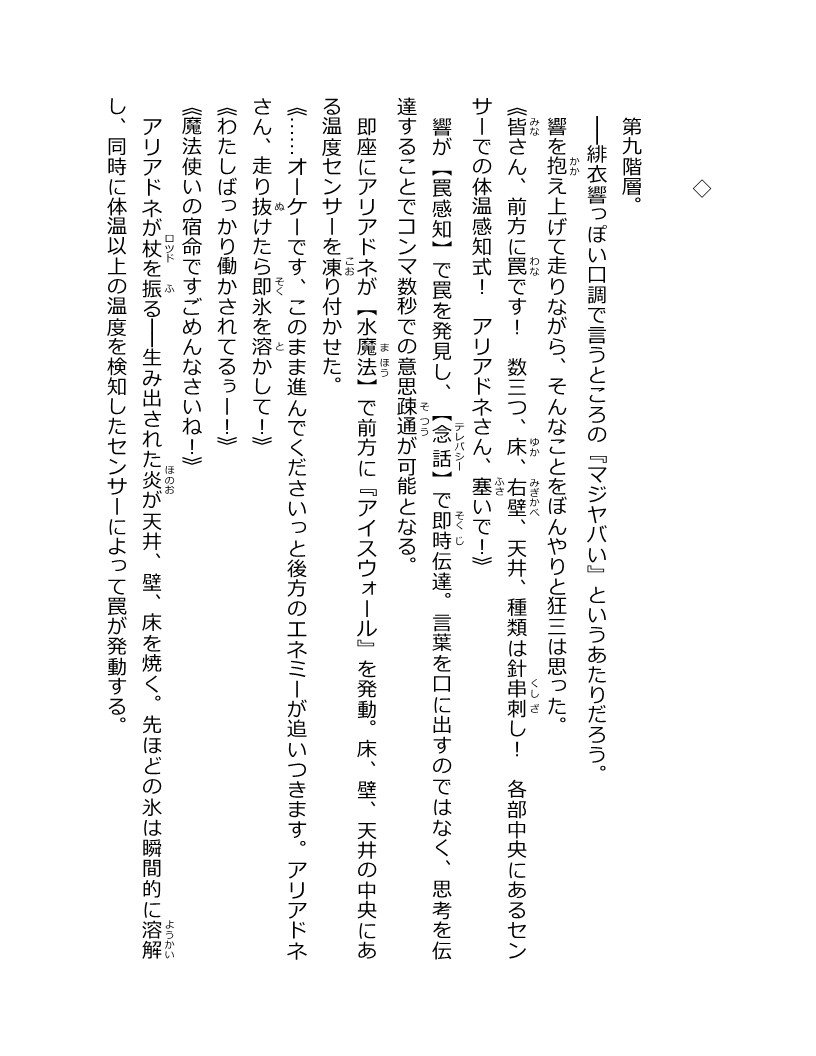 ◇
第九階層。
――緋衣響っぽい口調で言うところの『マジヤバい』というあたりだろう。
響を抱え上げて走りながら、そんなことをぼんやりと狂三は思った。
《皆さん、前方に罠です！　数三つ、床、右壁、天井、種類は針串刺し！　各部中央にあるセン
サーでの体温感知式！　アリアドネさん、塞いで！》
響が【罠感知】で罠を発見し、【念話】で即時伝達。言葉を口に出すのではなく、思考を伝
達することでコンマ数秒での意思疎通が可能となる。
即座にアリアドネが【水魔法】で前方に『アイスウォール』を発動。床、壁、天井の中央にあ
る温度センサーを凍り付かせた。
《……オーケーです、このまま進んでくださいっと後方のエネミーが追いつきます。アリアドネ
さん、走り抜けたら即氷を溶かして！》
《わたしばっかり働かされてるぅー！》
《魔法使いの宿命ですごめんなさいね！》
アリアドネが杖を振る――生み出された炎が天井、壁、床を焼く。先ほどの氷は瞬間的に溶解
し、同時に体温以上の温度を検知したセンサーによって罠が発動する。